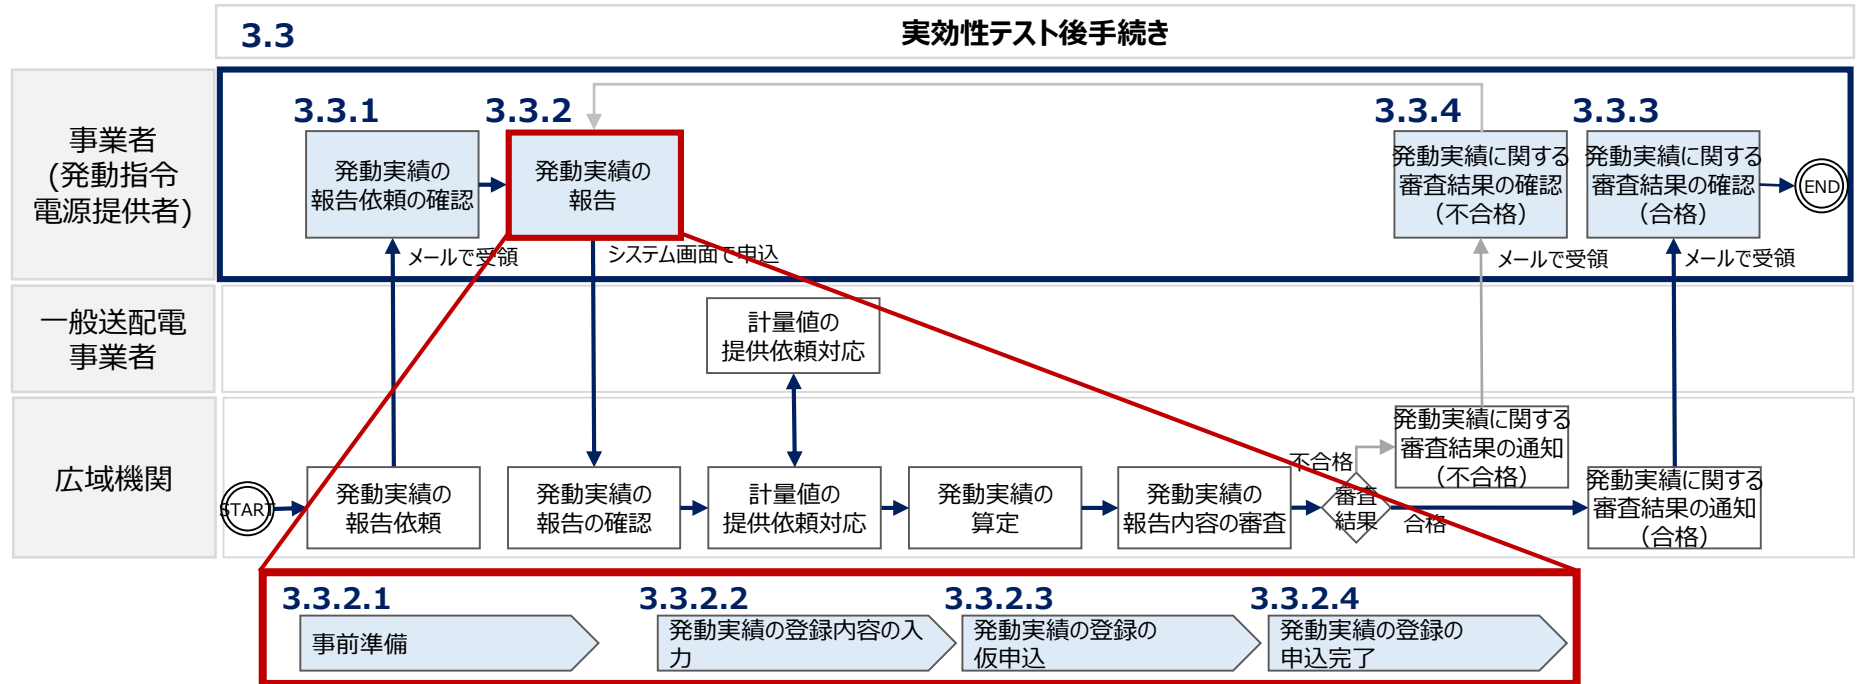 3.3
実効性テスト後手続き
事業者
(発動指令
電源提供者)
3.3.1
発動実績の
報告依頼の確認
3.3.2
発動実績の
報告
3.3.4
発動実績に関する
審査結果の確認
（不合格）
3.3.3
発動実績に関する
審査結果の確認
（合格）
END
メールで受領
システム画面で申込
メールで受領
メールで受領
一般送配電
事業者
計量値の
提供依頼対応
広域機関
START
発動実績の
報告依頼
発動実績の
報告の確認
計量値の
提供依頼対応
発動実績の
算定
発動実績の
報告内容の審査
不合格
審査
結果
合格
発動実績に関する
審査結果の通知
（不合格）
発動実績に関する
審査結果の通知
（合格）
3.3.2.1
事前準備
3.3.2.2
発動実績の登録内容の入
力
3.3.2.3
発動実績の登録の
仮申込
3.3.2.4
発動実績の登録の
申込完了